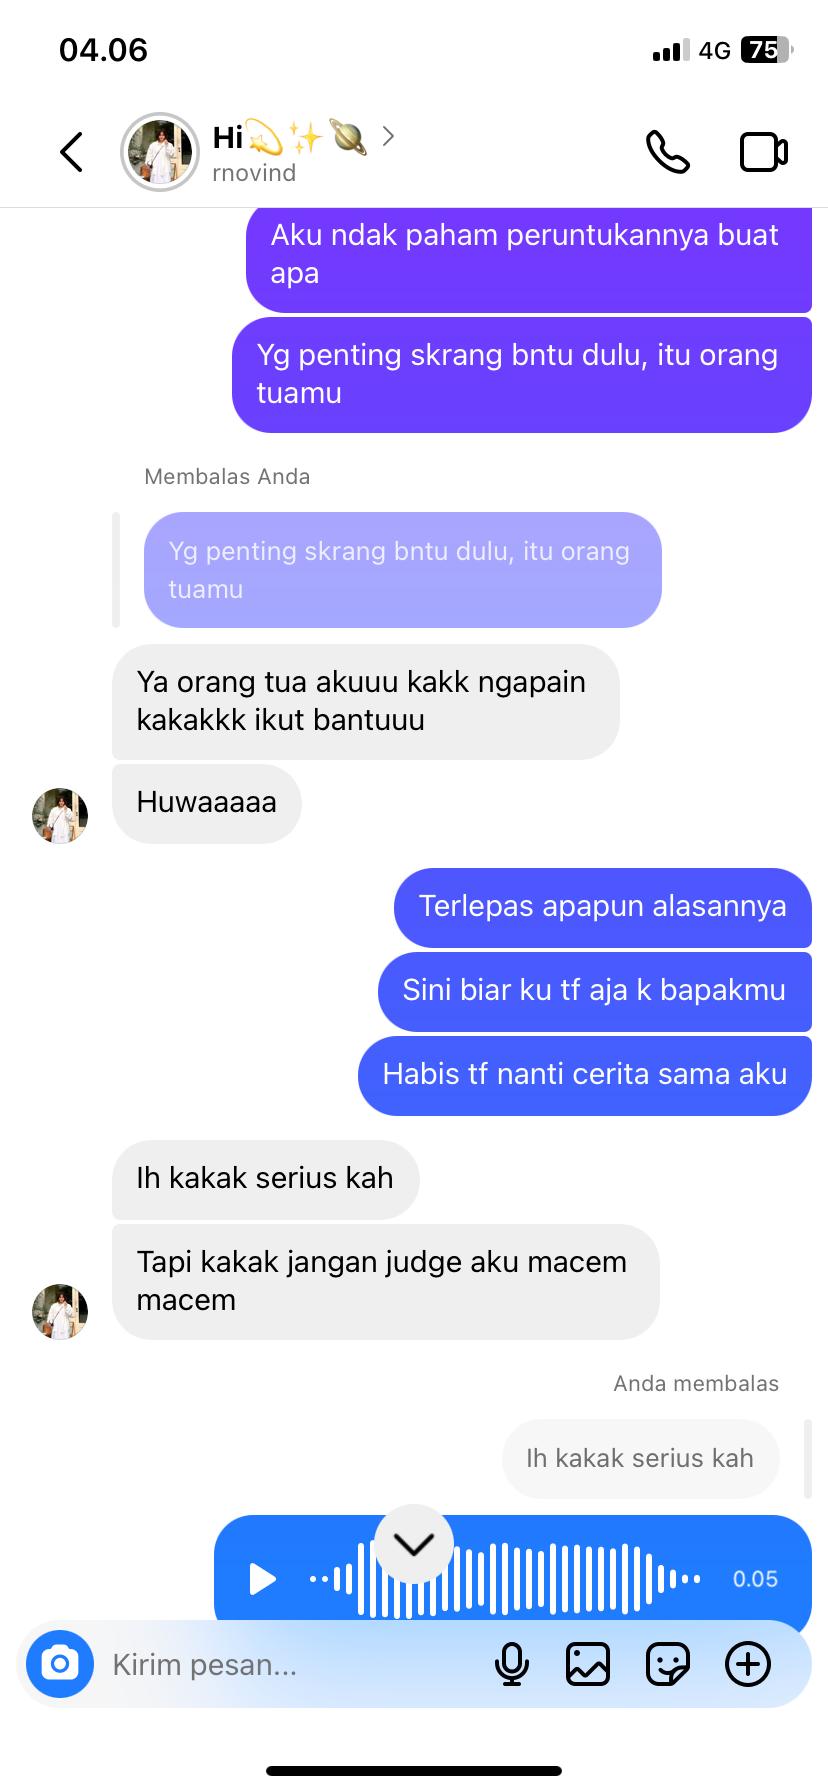 04.06
4G
75
Hi
rnovind
Aku ndak paham peruntukannya buat
apa
Yg penting skrang bntu dulu, itu orang
tuamu
Membalas Anda
Yg penting skrang bntu dulu, itu orang
tuamu
Ya orang tua akuuu kakk ngapain
kakakkk ikut bantuuu
Huwaaaaa
Terlepas apapun alasannya
Sini biar ku tf aja k bapakmu
Habis tf nanti cerita sama aku
Ih kakak serius kah
Tapi kakak jangan judge aku macem
macem
Anda membalas
Ih kakak serius kah
0.05
Kirim pesan...